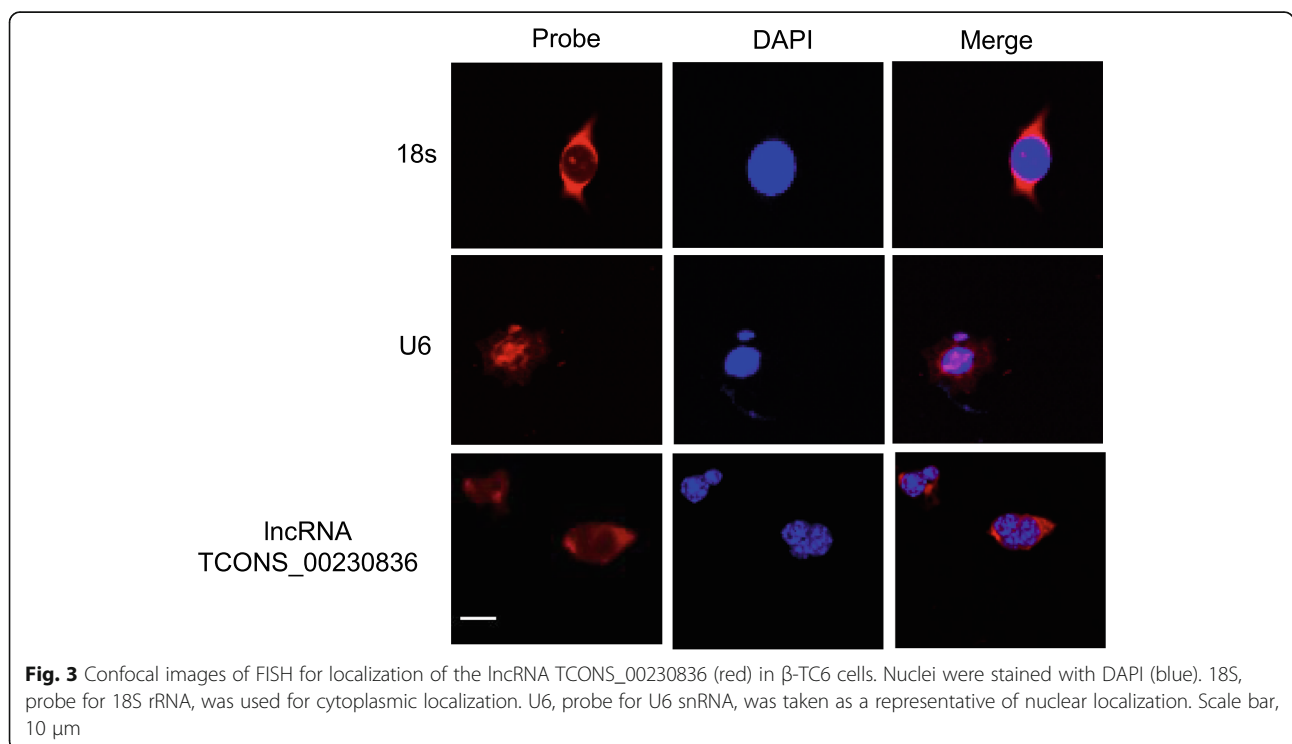 Probe DAPI Merge
18s
U6
lncRNA
TCONS_00230836
Fig. 3 Confocal images of FISH for localization of the lncRNA TCONS_00230836 (red) in β-TC6 cells. Nuclei were stained with DAPI (blue). 18S,
probe for 18S rRNA, was used for cytoplasmic localization. U6, probe for U6 snRNA, was taken as a representative of nuclear localization. Scale bar,
10 μm